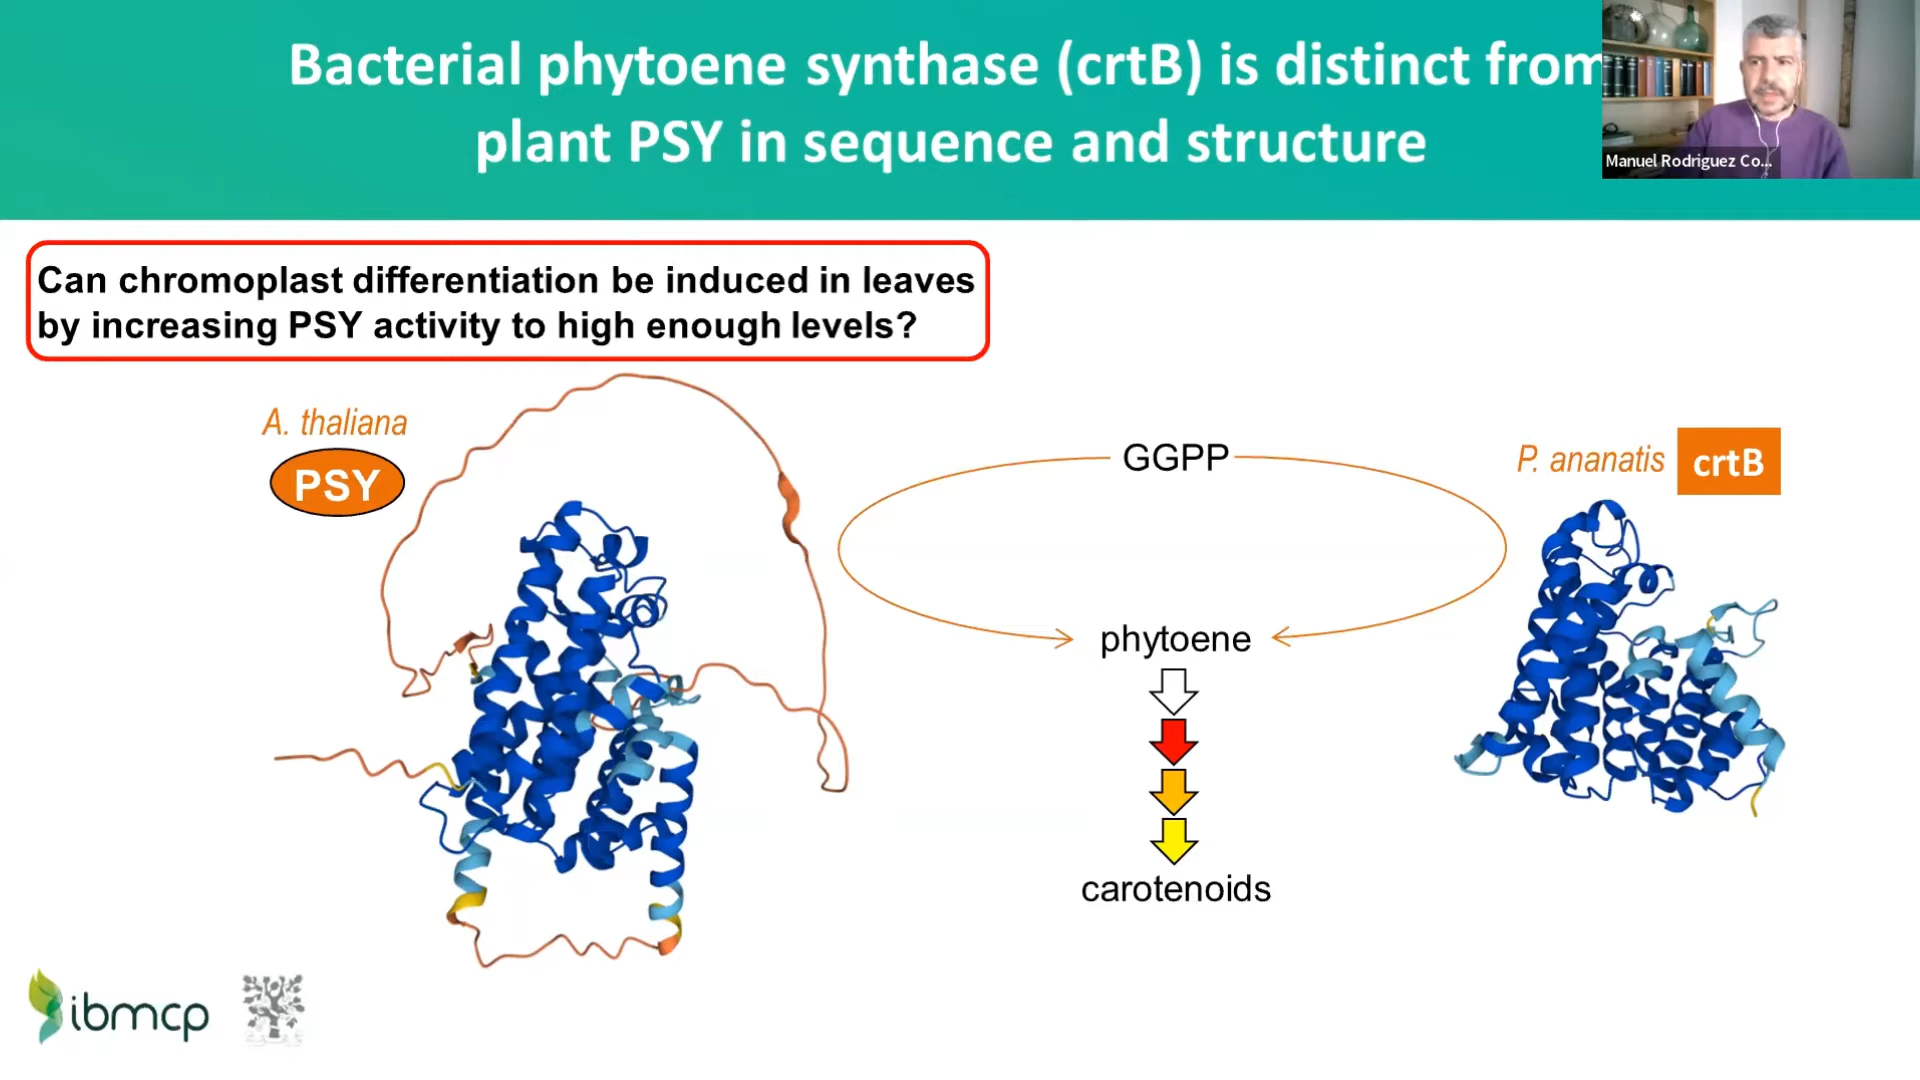 Bacterial phytoene synthase (crtB) is distinct from
plant PSY in sequence and structure
Manuel Rodriguez Co...
Can chromoplast differentiation be induced in leaves
by increasing PSY activity to high enough levels?
A. thaliana
PSY
GGPP
P. ananatis
crtB
phytoene
carotenoids
ibmcp